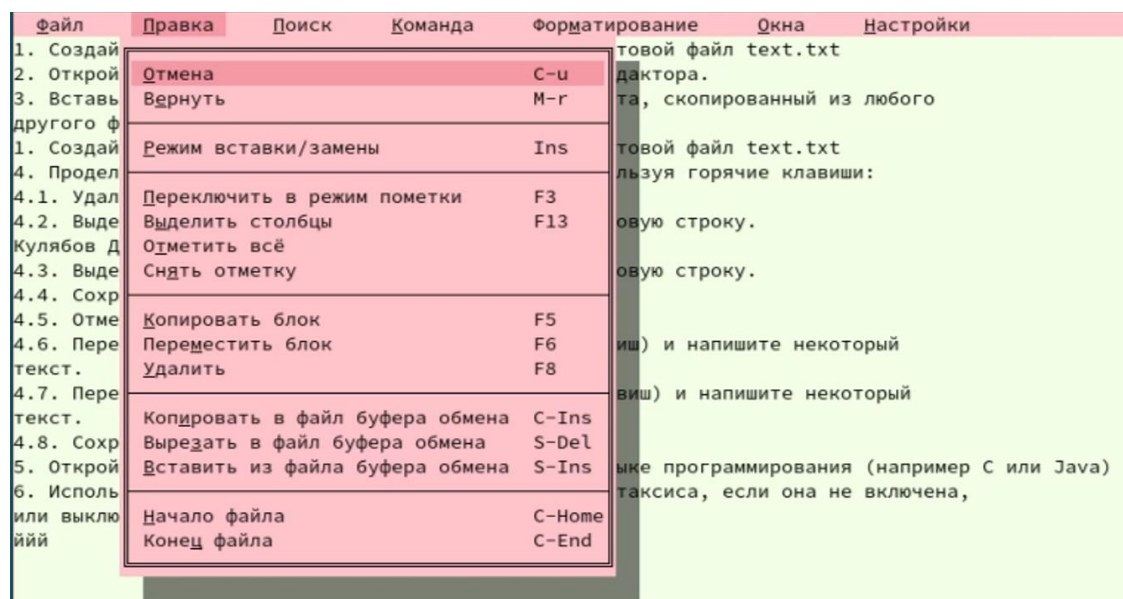 Файл Правка Поиск Команда Форматирование Окна Настройки
1. Создай товой файл text.txt
2. Открой Отмена C-u дактора.
3. Вставь Вернуть M-r та, скопированный из любого
другого ф
1. Создай Режим вставки/замены Ins товой файл text.txt
4. Продел льзуя горячие клавиши:
4.1. Удал Переключить в режим пометки F3
4.2. Выде Выделить столбцы F13 овую строку.
Кулябов Д Отметить всё
4.3. Выде Снять отметку овую строку.
4.4. Сохр
4.5. Отме Копировать блок F5
4.6. Пере Переместить блок F6 иш) и напишите некоторый
текст. Удалить F8
4.7. Пере виш) и напишите некоторый
текст. Копировать в файл буфера обмена C-Ins
4.8. Сохр Вырезать в файл буфера обмена S-Del
5. Открой Вставить из файла буфера обмена S-Ins ыке программирования (например C или Java)
6. Исполь таксиса, если она не включена,
или выклю Начало файла C-Home
ййй Конец файла C-End